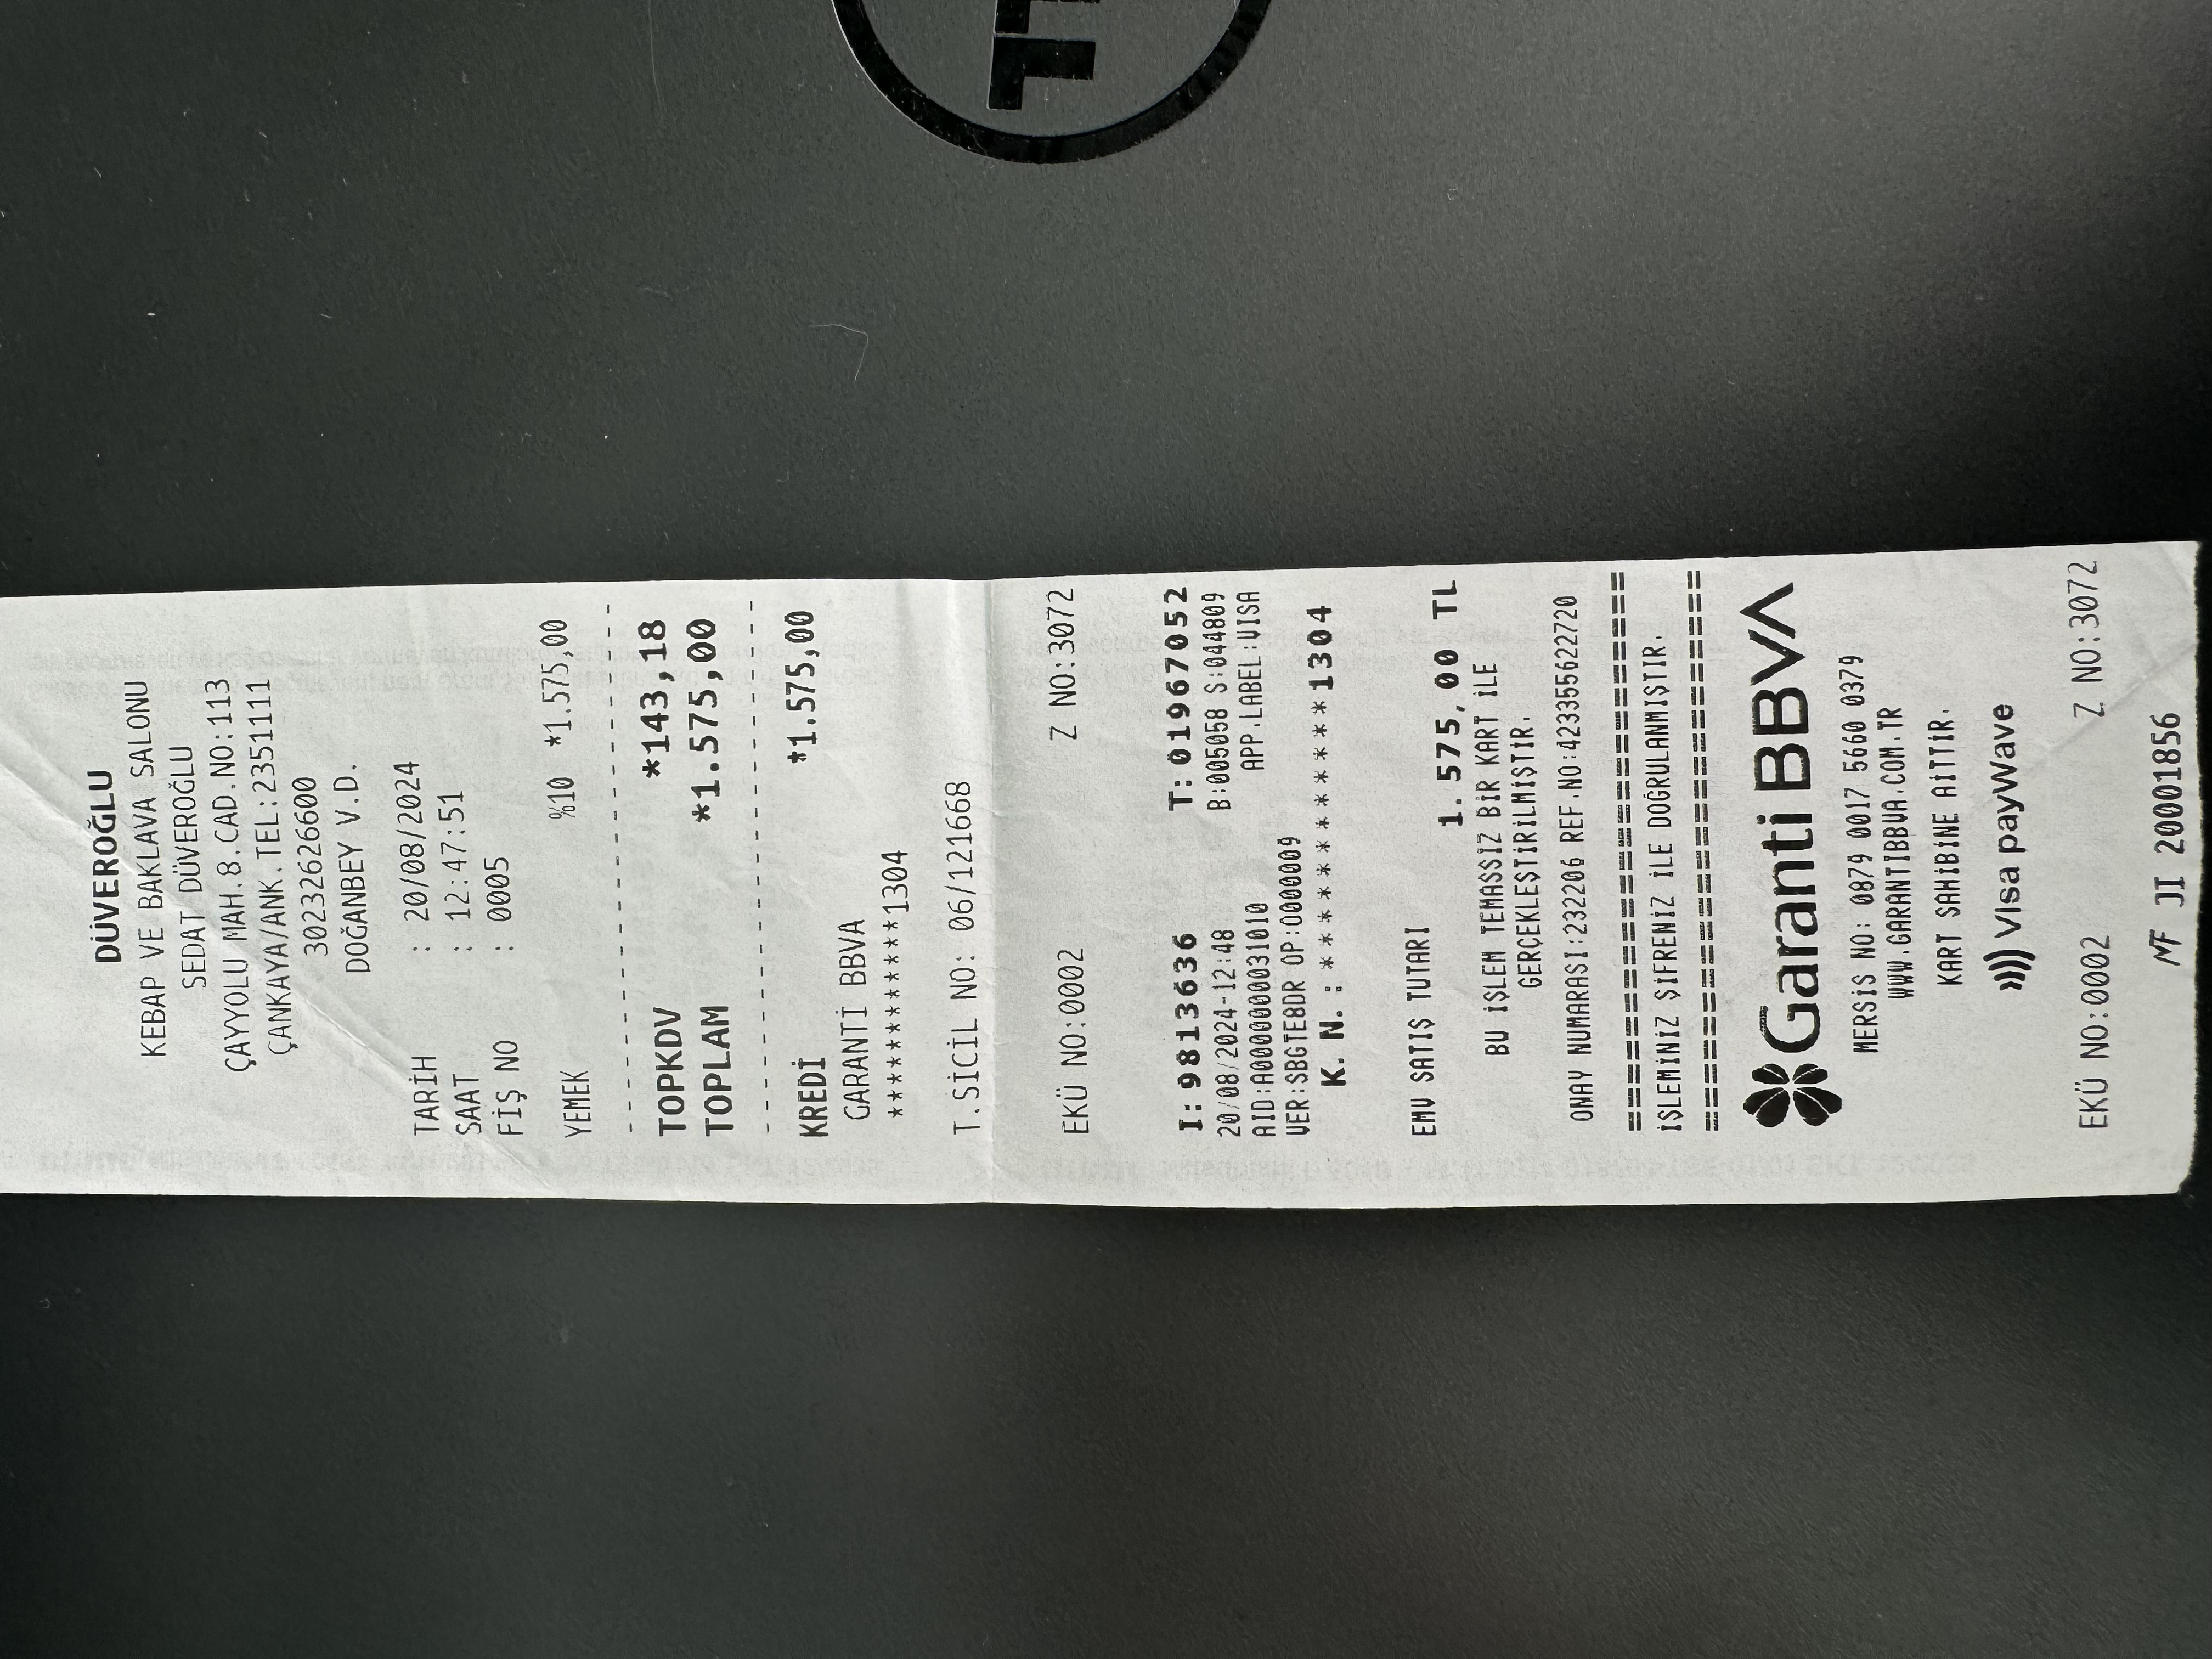 DÜVEROĞLU
KEBAP VE BAKLAVA SALONU
SEDAT DÜVEROĞLU
ÇAYYOLU MAH.8.CAD.NO:113
ÇANKAYA/ANK.TEL:2351111
30232626600
DOĞANBEY V.D.
TARİH : 20/08/2024
SAAT : 12:47:51
FİŞ NO : 0005
YEMEK %10 *1.575,00
TOPKDV *143,18
TOPLAM *1.575,00
KREDİ *1.575,00
GARANTİ BBVA
************1304
T.SİCİL NO: 06/121668
EKÜ NO:0002 Z NO:3072
I: 9813636 T: 01967052
20/08/2024-12:48 B:005058 S:044809
AID:A0000000031010 APP.LABEL:VISA
VER:SBGTE8DR OP:0000009
K. N. : ************1304
EMV SATIŞ TUTARI
1.575,00 TL
BU İŞLEM TEMASSIZ BİR KART İLE
GERÇEKLEŞTİRİLMİŞTİR.
ONAY NUMARASI:232206 REF.NO:423355622720
========================
İŞLEMİNİZ ŞİFRENİZ İLE DOĞRULANMIŞTIR.
========================
Garanti BBVA
MERSİS NO: 0879 0017 5660 0379
WWW.GARANTIBBVA.COM.TR
KART SAHİBİNE AİTTİR.
Visa payWave
EKÜ NO:0002 Z NO:3072
MF JI 20001856